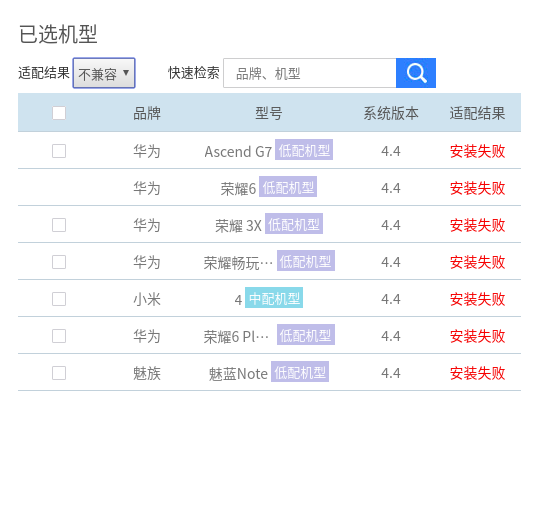 已选机型
适配结果 不兼容 快速检索 品牌、机型
品牌 型号 系统版本 适配结果
华为 Ascend G7 低配机型 4.4 安装失败
华为 荣耀6 低配机型 4.4 安装失败
华为 荣耀 3X 低配机型 4.4 安装失败
华为 荣耀畅玩… 低配机型 4.4 安装失败
小米 4 中配机型 4.4 安装失败
华为 荣耀6 Pl… 低配机型 4.4 安装失败
魅族 魅蓝Note 低配机型 4.4 安装失败